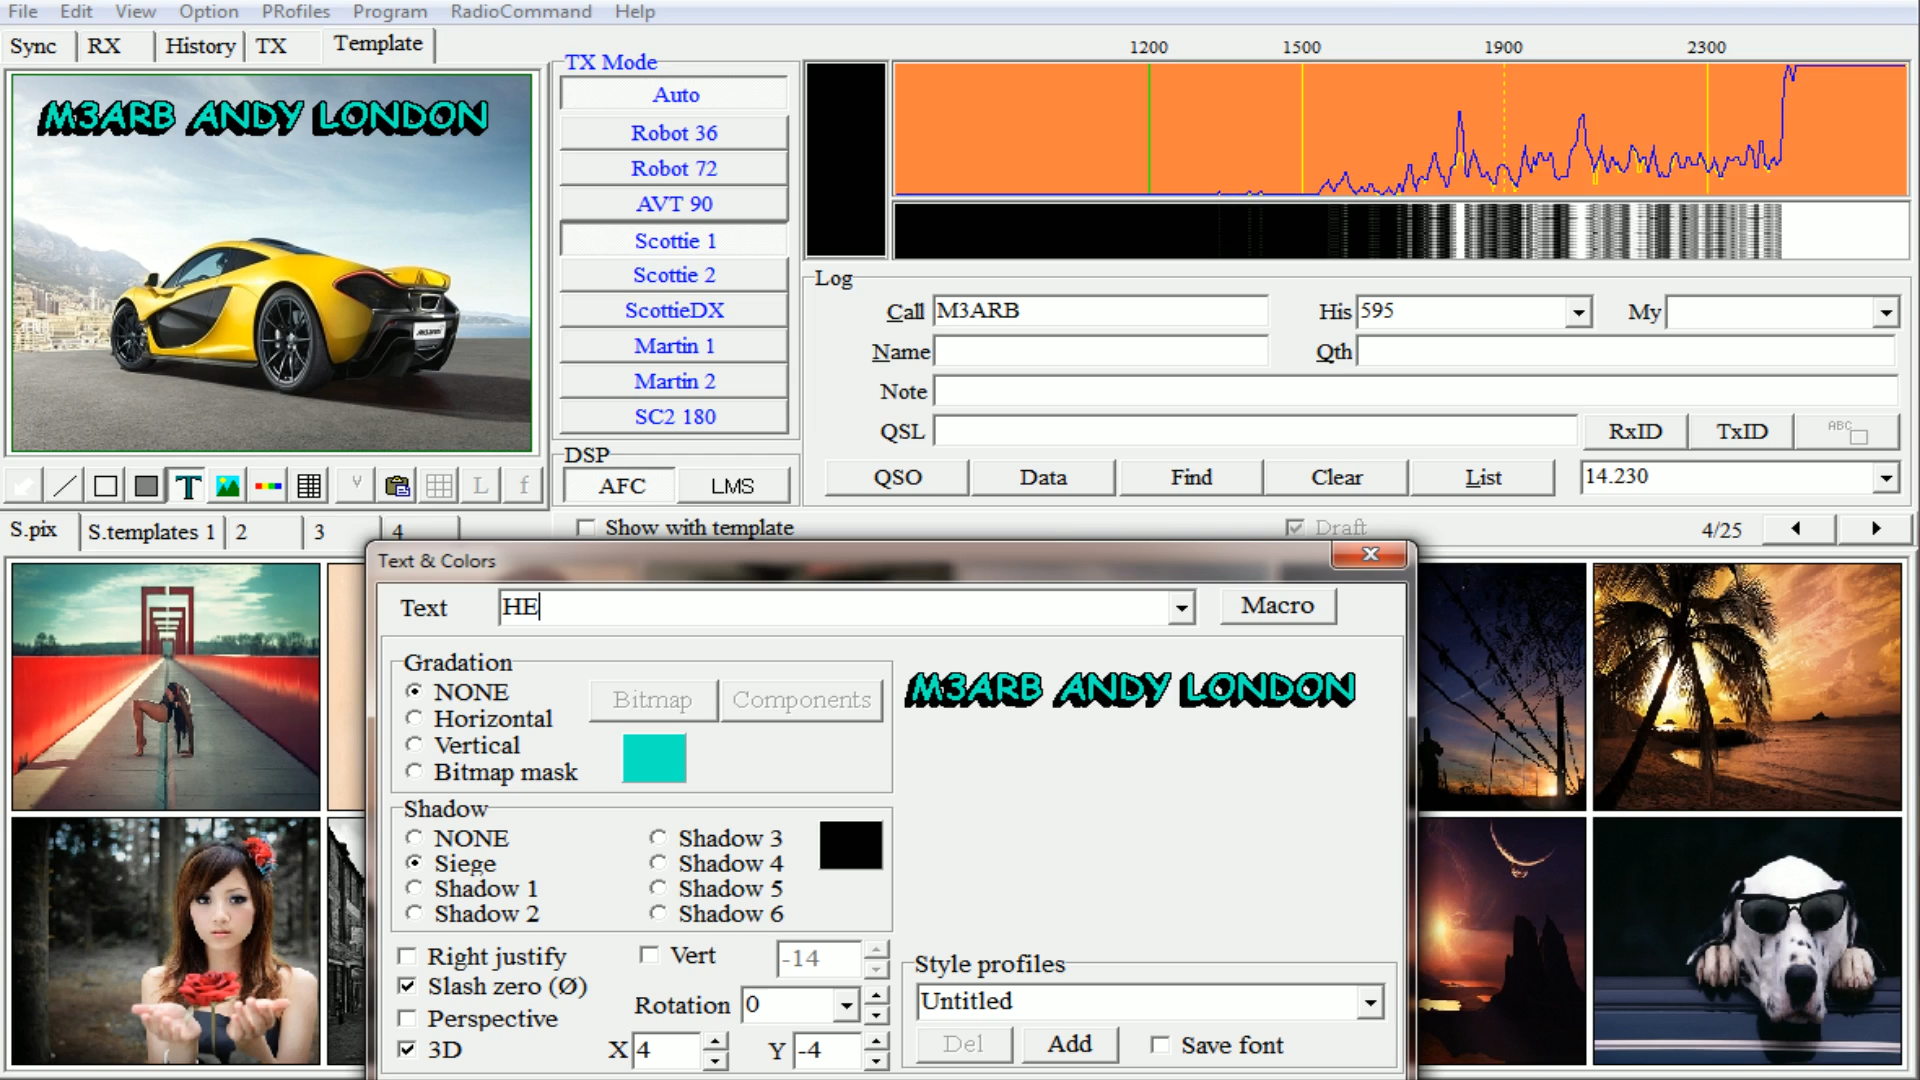 File Edit View Option PRofiles Program RadioCommand Help
Sync RX History TX Template
M3ARB ANDY LONDON
TX Mode
Auto
Robot 36
Robot 72
AVT 90
Scottie 1
Scottie 2
ScottieDX
Martin 1
Martin 2
SC2 180
DSP
AFC LMS
1200 1500 1900 2300
Log
Call M3ARB His 595 My
Name Qth
Note
QSL RxID TxID ABC
QSO Data Find Clear List 14.230
T L f
S.pix S.templates 1 2 3 4
Show with template Draft 4/25
Text & Colors
Text HE Macro
Gradation
NONE
Horizontal
Vertical
Bitmap mask
Bitmap Components
M3ARB ANDY LONDON
Shadow
NONE Shadow 3
Siege Shadow 4
Shadow 1 Shadow 5
Shadow 2 Shadow 6
Right justify Vert -14
Slash zero (Ø)
Perspective
3D
Rotation 0
X 4 Y -4
Style profiles
Untitled
Del Add Save font